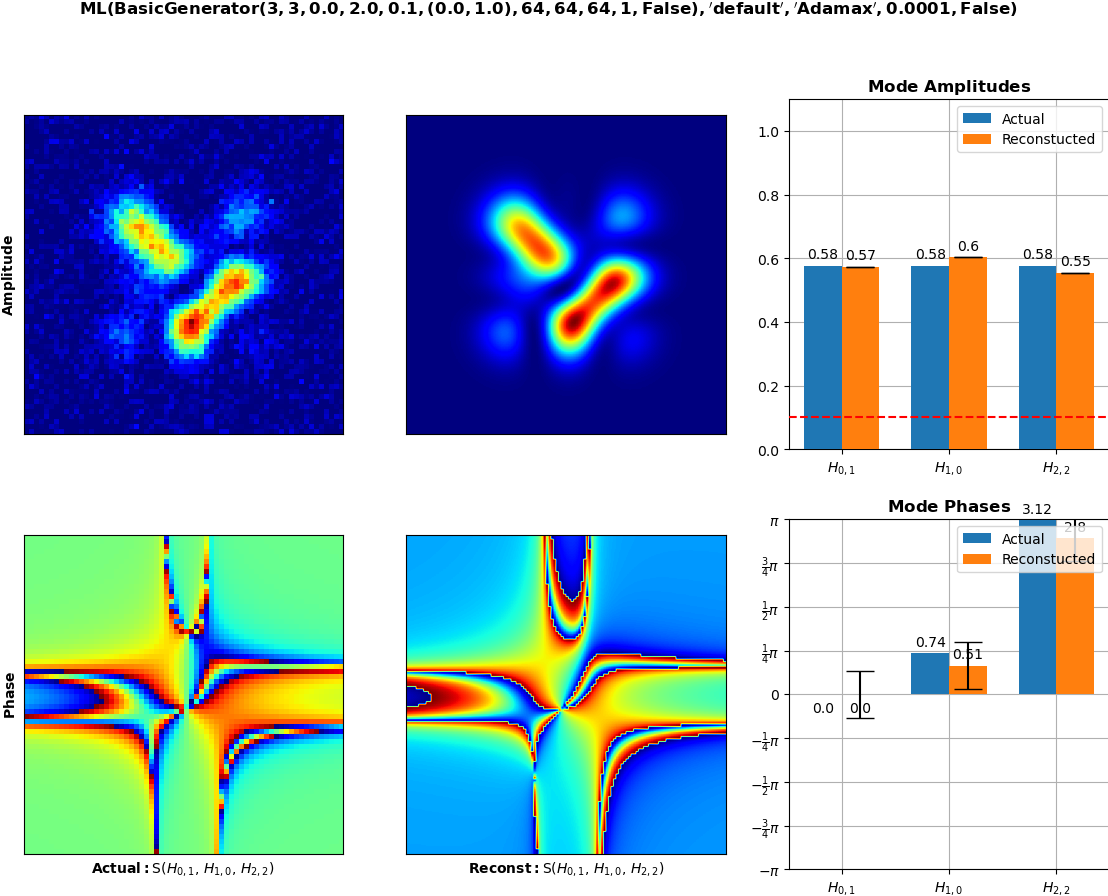 ML(BasicGenerator(3, 3, 0.0, 2.0, 0.1, (0.0, 1.0), 64, 64, 64, 1, False), 'default', 'Adamax', 0.0001, False)
Amplitude
Mode Amplitudes
Actual
Reconstucted
1.0
0.8
0.6
0.4
0.2
0.0
0.58 0.57
0.58 0.6
0.58 0.55
H0,1
H1,0
H2,2
Phase
Actual: S(H0,1, H1,0, H2,2)
Reconst: S(H0,1, H1,0, H2,2)
Mode Phases
Actual
Reconstucted
π
3/4π
1/2π
1/4π
0
−1/4π
−1/2π
−3/4π
−π
0.0 0.0
0.74 0.51
3.12 2.8
H0,1
H1,0
H2,2